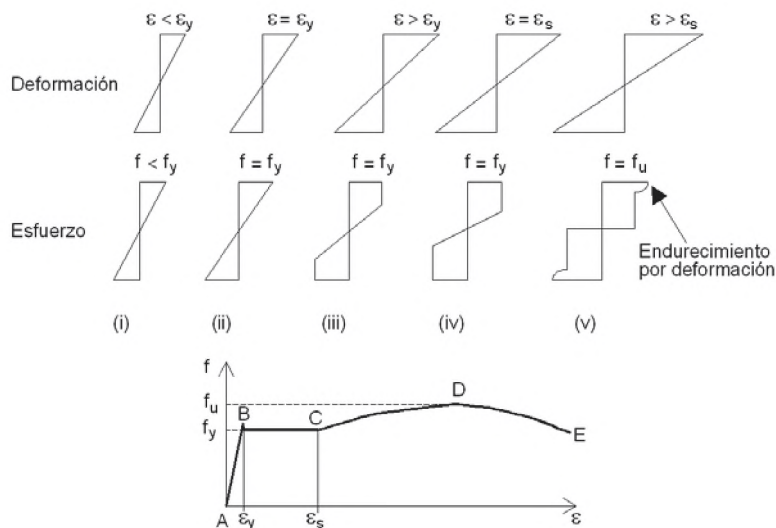 ε < εy ε = εy ε > εy ε = εs ε > εs
Deformación
f < fy f = fy f = fy f = fy f = fu
Esfuerzo
Endurecimiento
por deformación
(i) (ii) (iii) (iv) (v)
f
fu
D
B
C
fy
E
A
εy εs ε